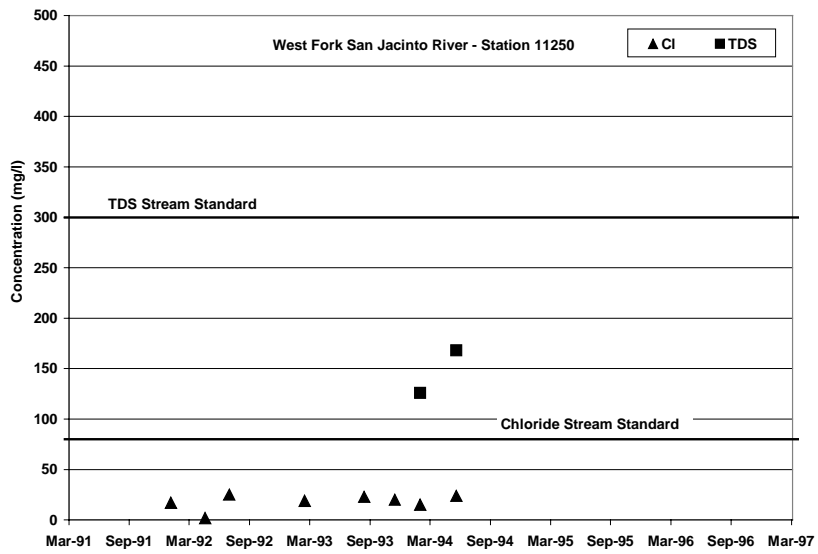 West Fork San Jacinto River - Station 11250
Cl
TDS
Concentration (mg/l)
500
450
400
350
300
250
200
150
100
50
0
TDS Stream Standard
Chloride Stream Standard
Mar-91 Sep-91 Mar-92 Sep-92 Mar-93 Sep-93 Mar-94 Sep-94 Mar-95 Sep-95 Mar-96 Sep-96 Mar-97